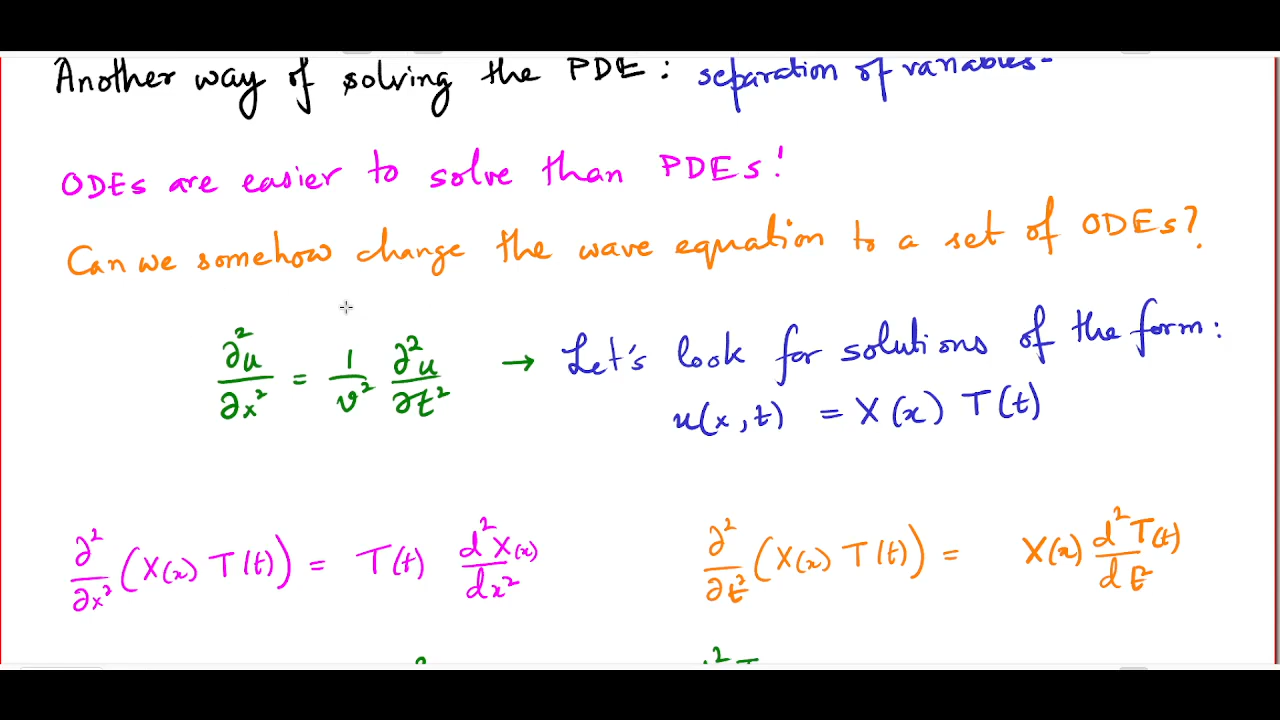 Another way of solving the PDE : separation of variables-
ODEs are easier to solve than PDEs!
Can we somehow change the wave equation to a set of ODEs?
∂²u/∂x² = 1/v² ∂²u/∂t² → Let's look for solutions of the form:
u(x,t) = X(x) T(t)
∂²/∂x² (X(x) T(t)) = T(t) d²X(x)/dx² ∂²/∂t² (X(x) T(t)) = X(x) d²T(t)/dt²